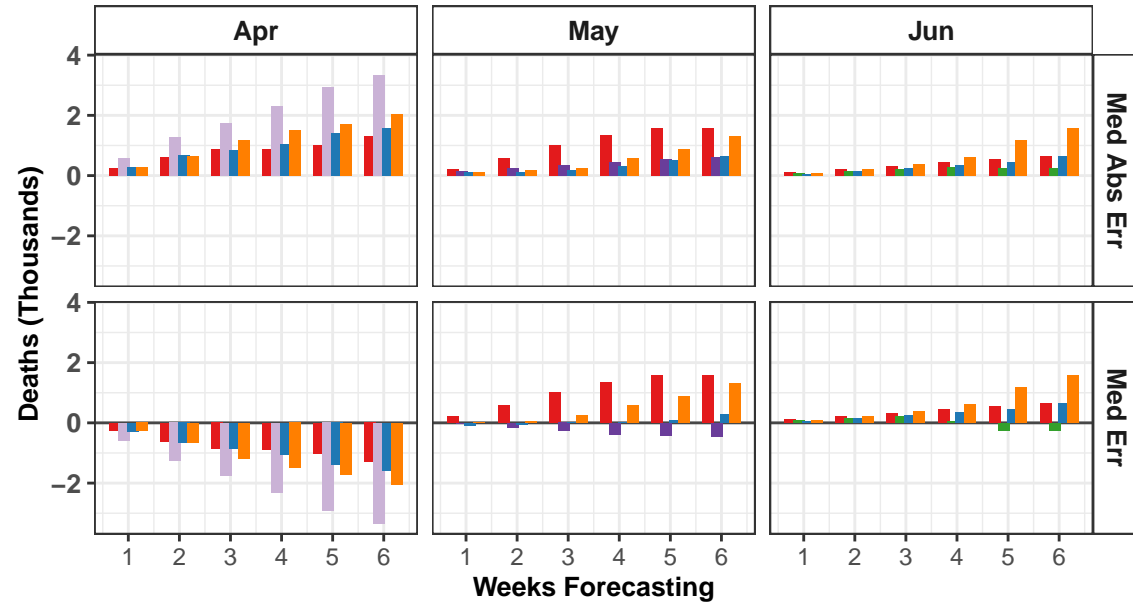 Apr May Jun
Deaths (Thousands)
4
2
0
−2
Med Abs Err
4
2
0
−2
Med Err
1 2 3 4 5 6 1 2 3 4 5 6 1 2 3 4 5 6
Weeks Forecasting